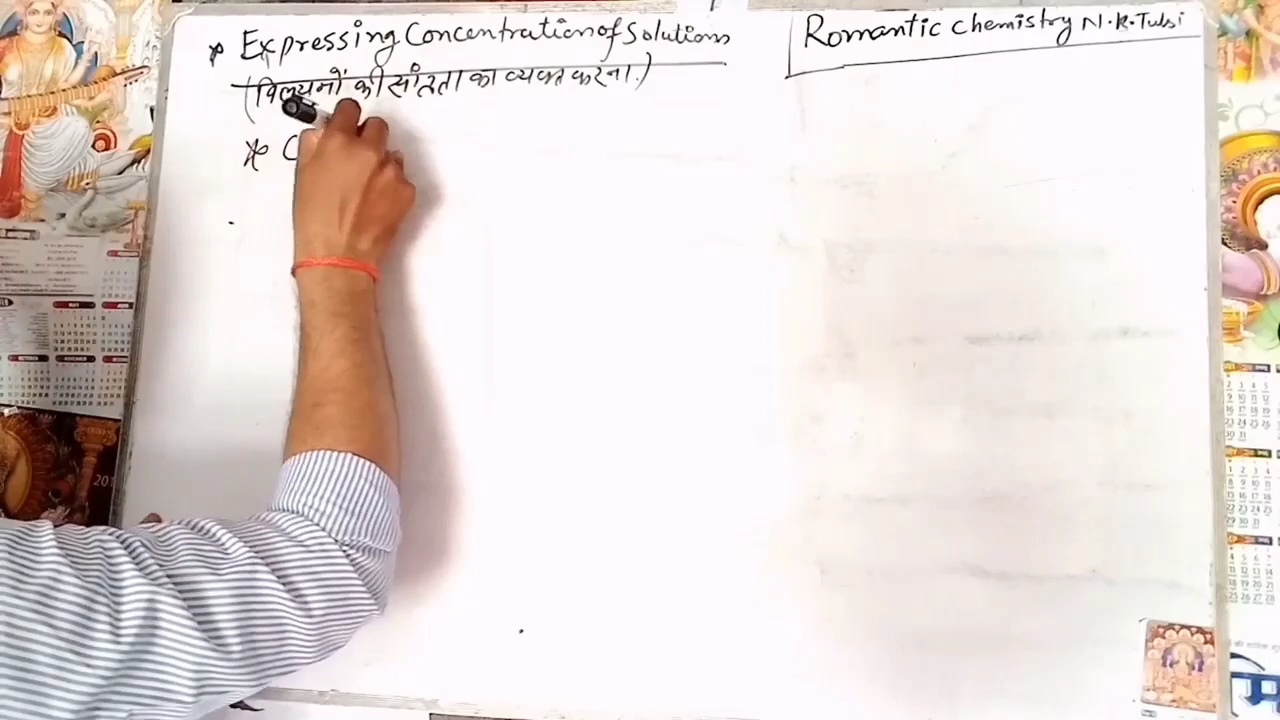 * Expressing Concentration of Solutions
(विलयनों की सांद्रता का व्यक्त करना.)
* C
Romantic chemistry N.K.Tulsi